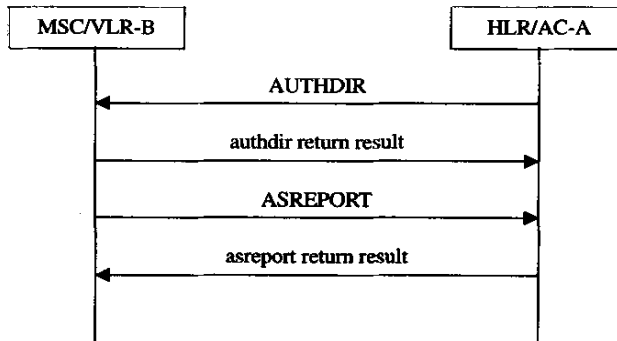 MSC/VLR-B
HLR/AC-A
AUTHDIR
authdir return result
ASREPORT
asreport return result